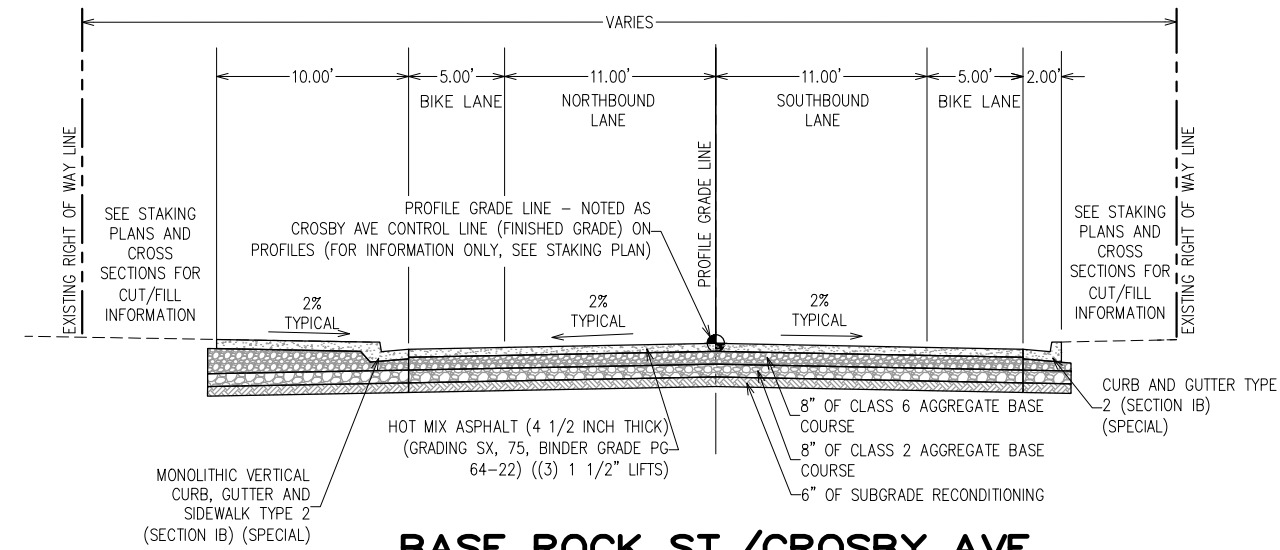 VARIES
10.00'
5.00'
11.00'
11.00'
5.00'
2.00'
BIKE LANE
NORTHBOUND
LANE
SOUTHBOUND
LANE
BIKE LANE
EXISTING RIGHT OF WAY LINE
SEE STAKING
PLANS AND
CROSS
SECTIONS FOR
CUT/FILL
INFORMATION
PROFILE GRADE LINE – NOTED AS
CROSBY AVE CONTROL LINE (FINISHED GRADE) ON
PROFILES (FOR INFORMATION ONLY, SEE STAKING PLAN)
PROFILE GRADE LINE
SEE STAKING
PLANS AND
CROSS
SECTIONS FOR
CUT/FILL
INFORMATION
EXISTING RIGHT OF WAY LINE
2%
TYPICAL
2%
TYPICAL
2%
TYPICAL
HOT MIX ASPHALT (4 1/2 INCH THICK)
(GRADING SX, 75, BINDER GRADE PG
64–22) ((3) 1 1/2" LIFTS)
MONOLITHIC VERTICAL
CURB, GUTTER AND
SIDEWALK TYPE 2
(SECTION IB) (SPECIAL)
8" OF CLASS 6 AGGREGATE BASE
COURSE
8" OF CLASS 2 AGGREGATE BASE
COURSE
6" OF SUBGRADE RECONDITIONING
CURB AND GUTTER TYPE
2 (SECTION IB)
(SPECIAL)
BASE ROCK ST./CROSBY AVE